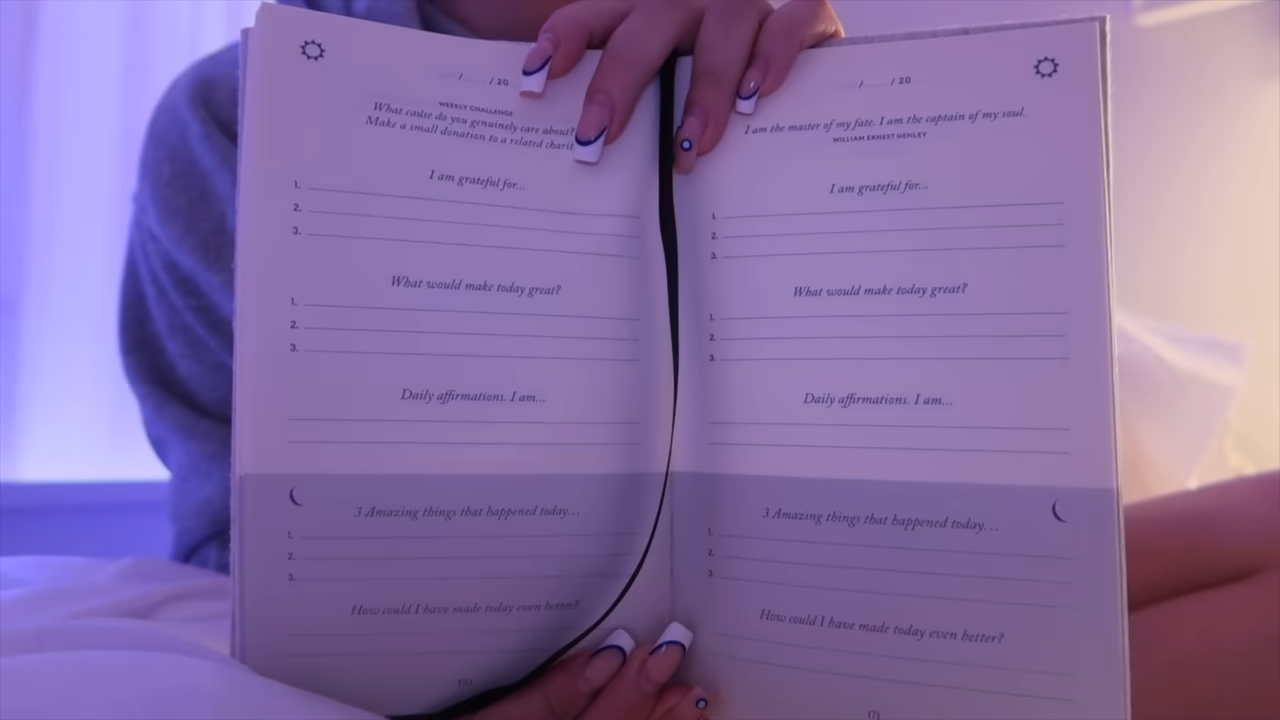 / / 20
WEEKLY CHALLENGE
What cause do you genuinely care about?
Make a small donation to a related charit
I am grateful for...
1.
2.
3.
What would make today great?
1.
2.
3.
Daily affirmations. I am...
3 Amazing things that happened today...
1.
2.
3.
How could I have made today even better?
/ / 20
I am the master of my fate. I am the captain of my soul.
WILLIAM ERNEST HENLEY
I am grateful for...
1.
2.
3.
What would make today great?
1.
2.
3.
Daily affirmations. I am...
3 Amazing things that happened today...
1.
2.
3.
How could I have made today even better?